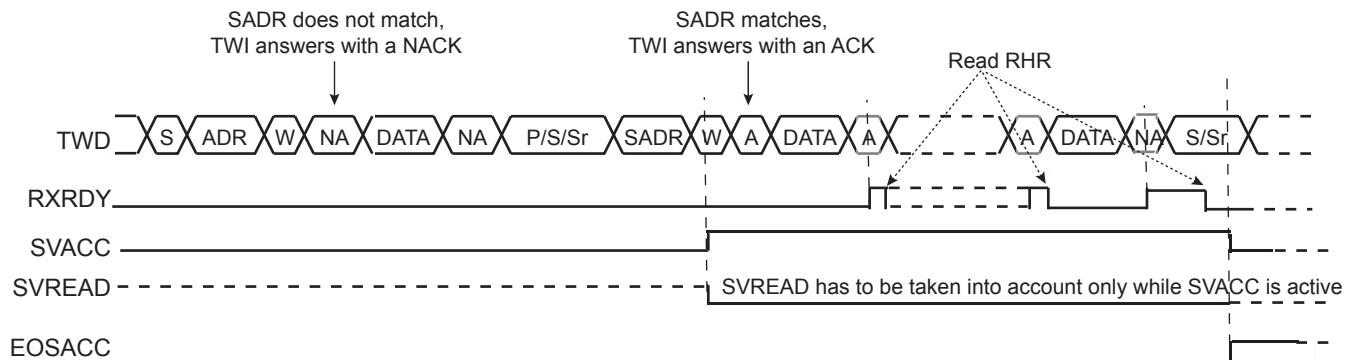 SADR does not match,
TWI answers with a NACK
SADR matches,
TWI answers with an ACK
Read RHR
TWD S ADR W NA DATA NA P/S/Sr SADR W A DATA A A DATA NA S/Sr
RXRDY
SVACC
SVREAD SVREAD has to be taken into account only while SVACC is active
EOSACC